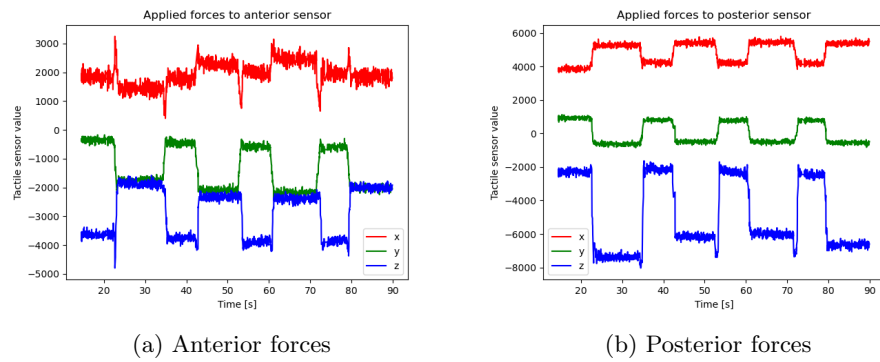 Applied forces to anterior sensor
3000
2000
1000
0
−1000
−2000
−3000
−4000
−5000
Tactile sensor value
x
y
z
20 30 40 50 60 70 80 90
Time [s]
(a) Anterior forces
Applied forces to posterior sensor
6000
4000
2000
0
−2000
−4000
−6000
−8000
Tactile sensor value
x
y
z
20 30 40 50 60 70 80 90
Time [s]
(b) Posterior forces